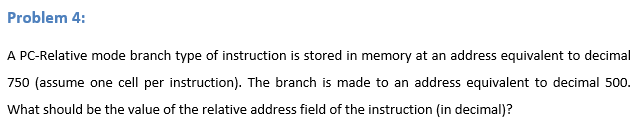 Problem 4:
A PC-Relative mode branch type of instruction is stored in memory at an address equivalent to decimal
750 (assume one cell per instruction). The branch is made to an address equivalent to decimal 500.
What should be the value of the relative address field of the instruction (in decimal)?